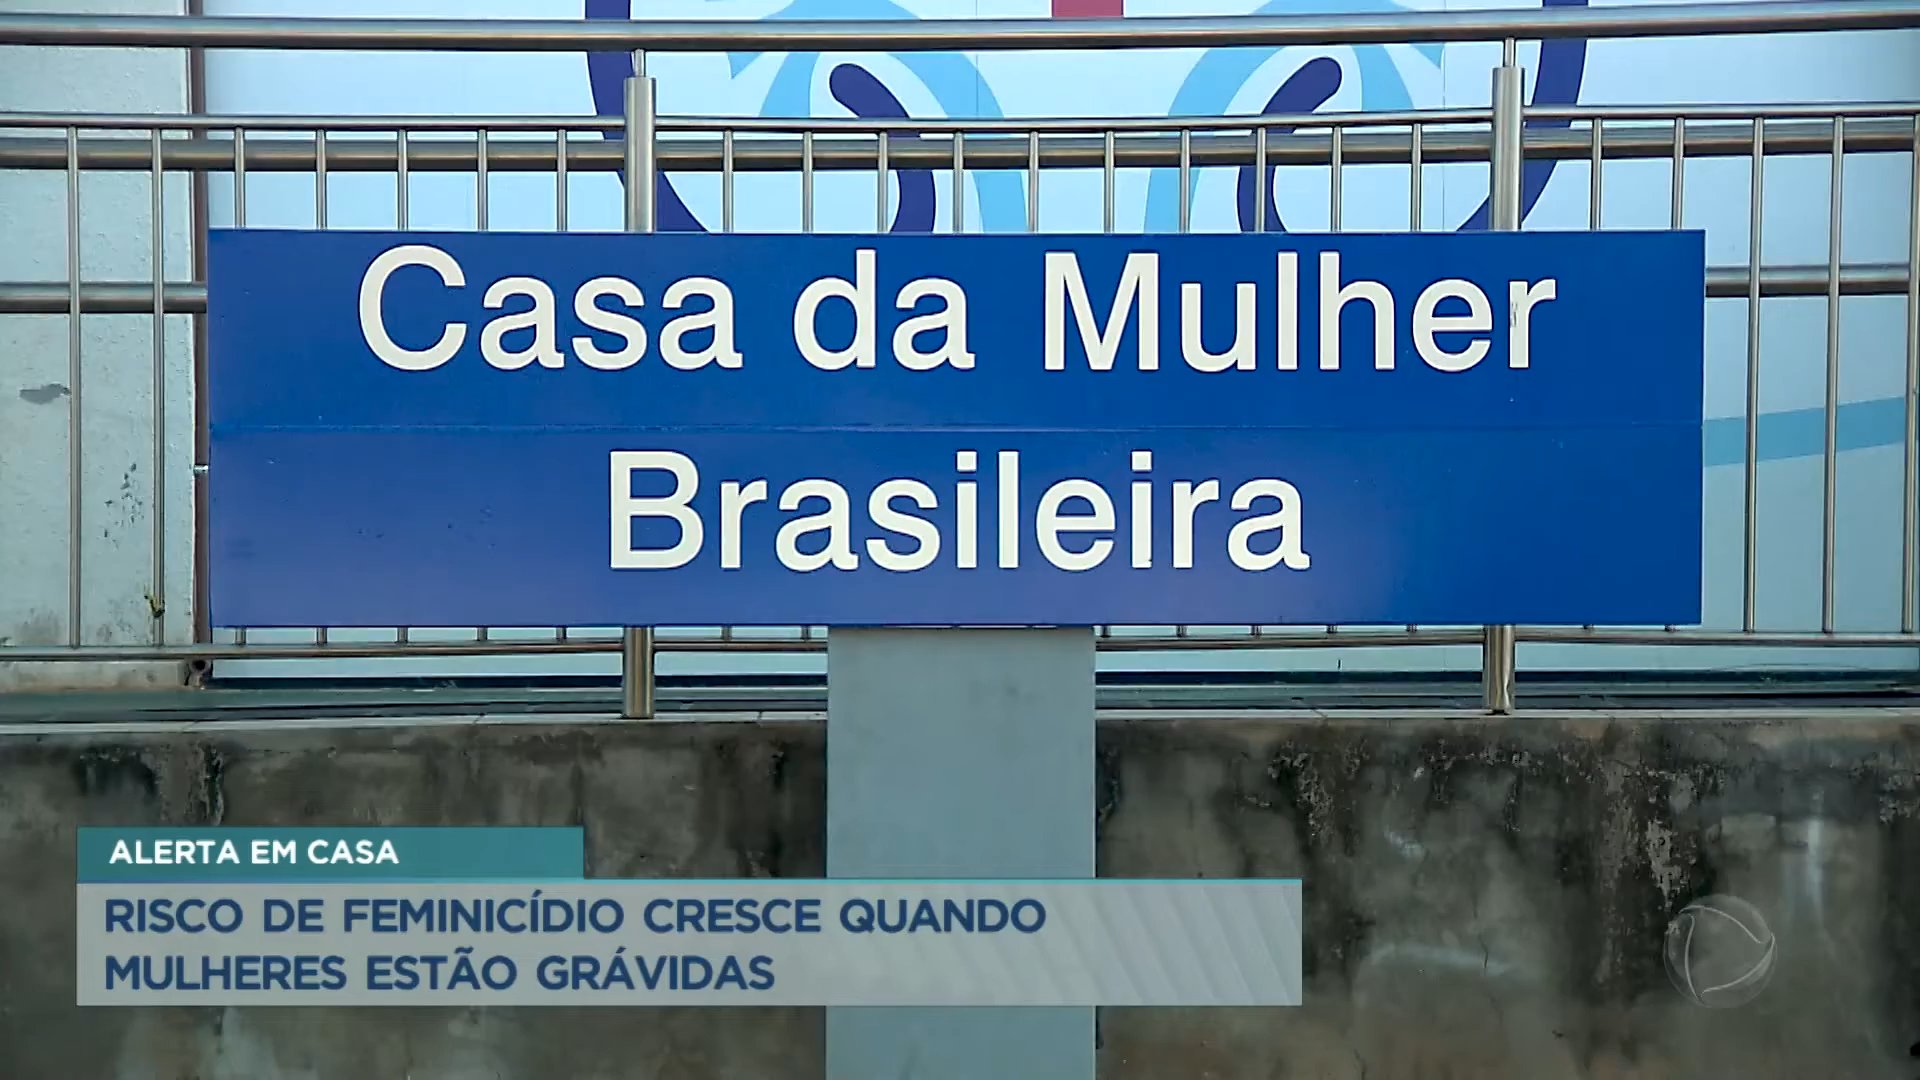 Casa da Mulher
Brasileira
ALERTA EM CASA
RISCO DE FEMINICÍDIO CRESCE QUANDO
MULHERES ESTÃO GRÁVIDAS